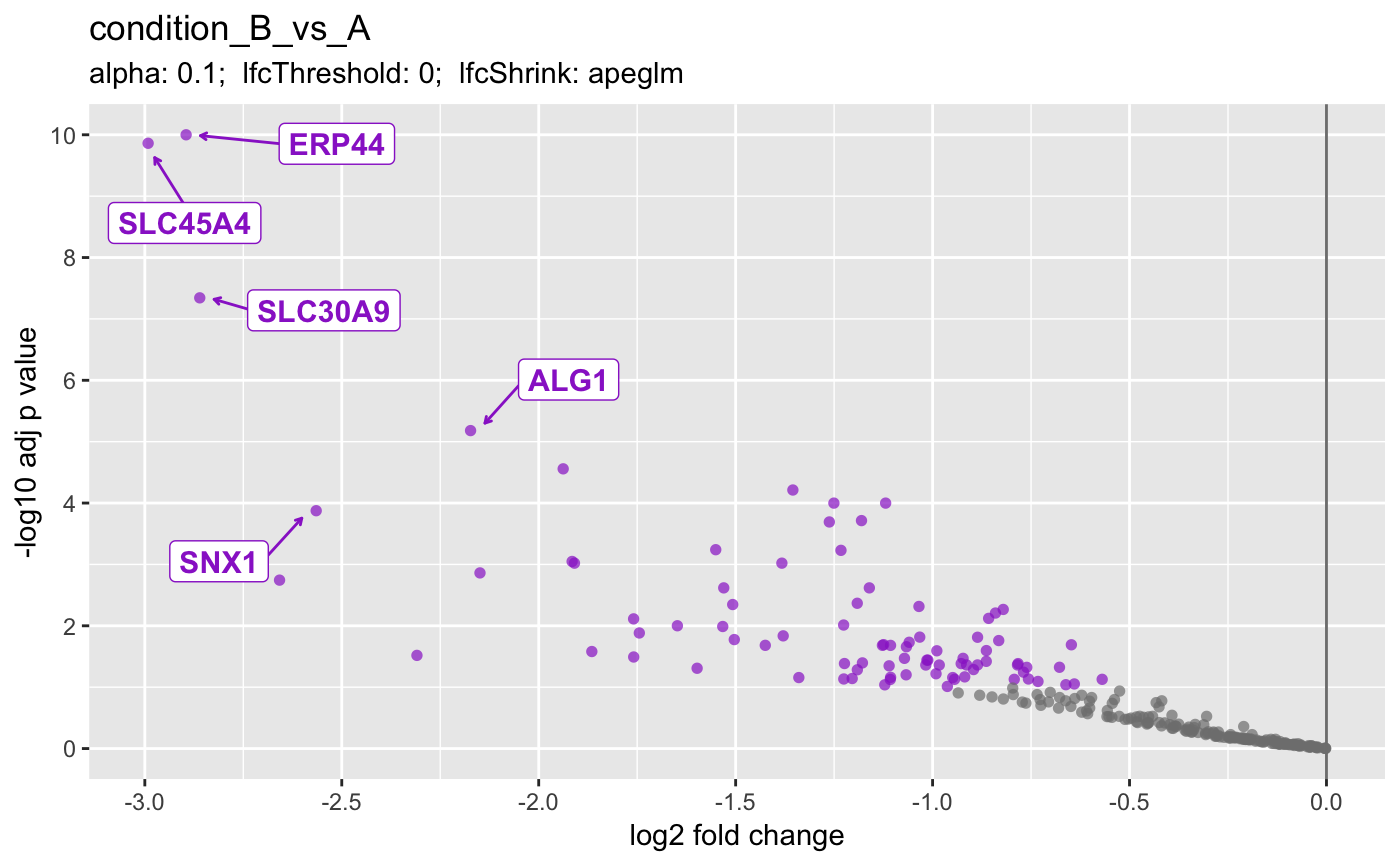 condition_B_vs_A
alpha: 0.1;  lfcThreshold: 0;  lfcShrink: apeglm
-log10 adj p value
10
8
6
4
2
0
ERP44
SLC45A4
SLC30A9
ALG1
SNX1
-3.0
-2.5
-2.0
-1.5
-1.0
-0.5
0.0
log2 fold change